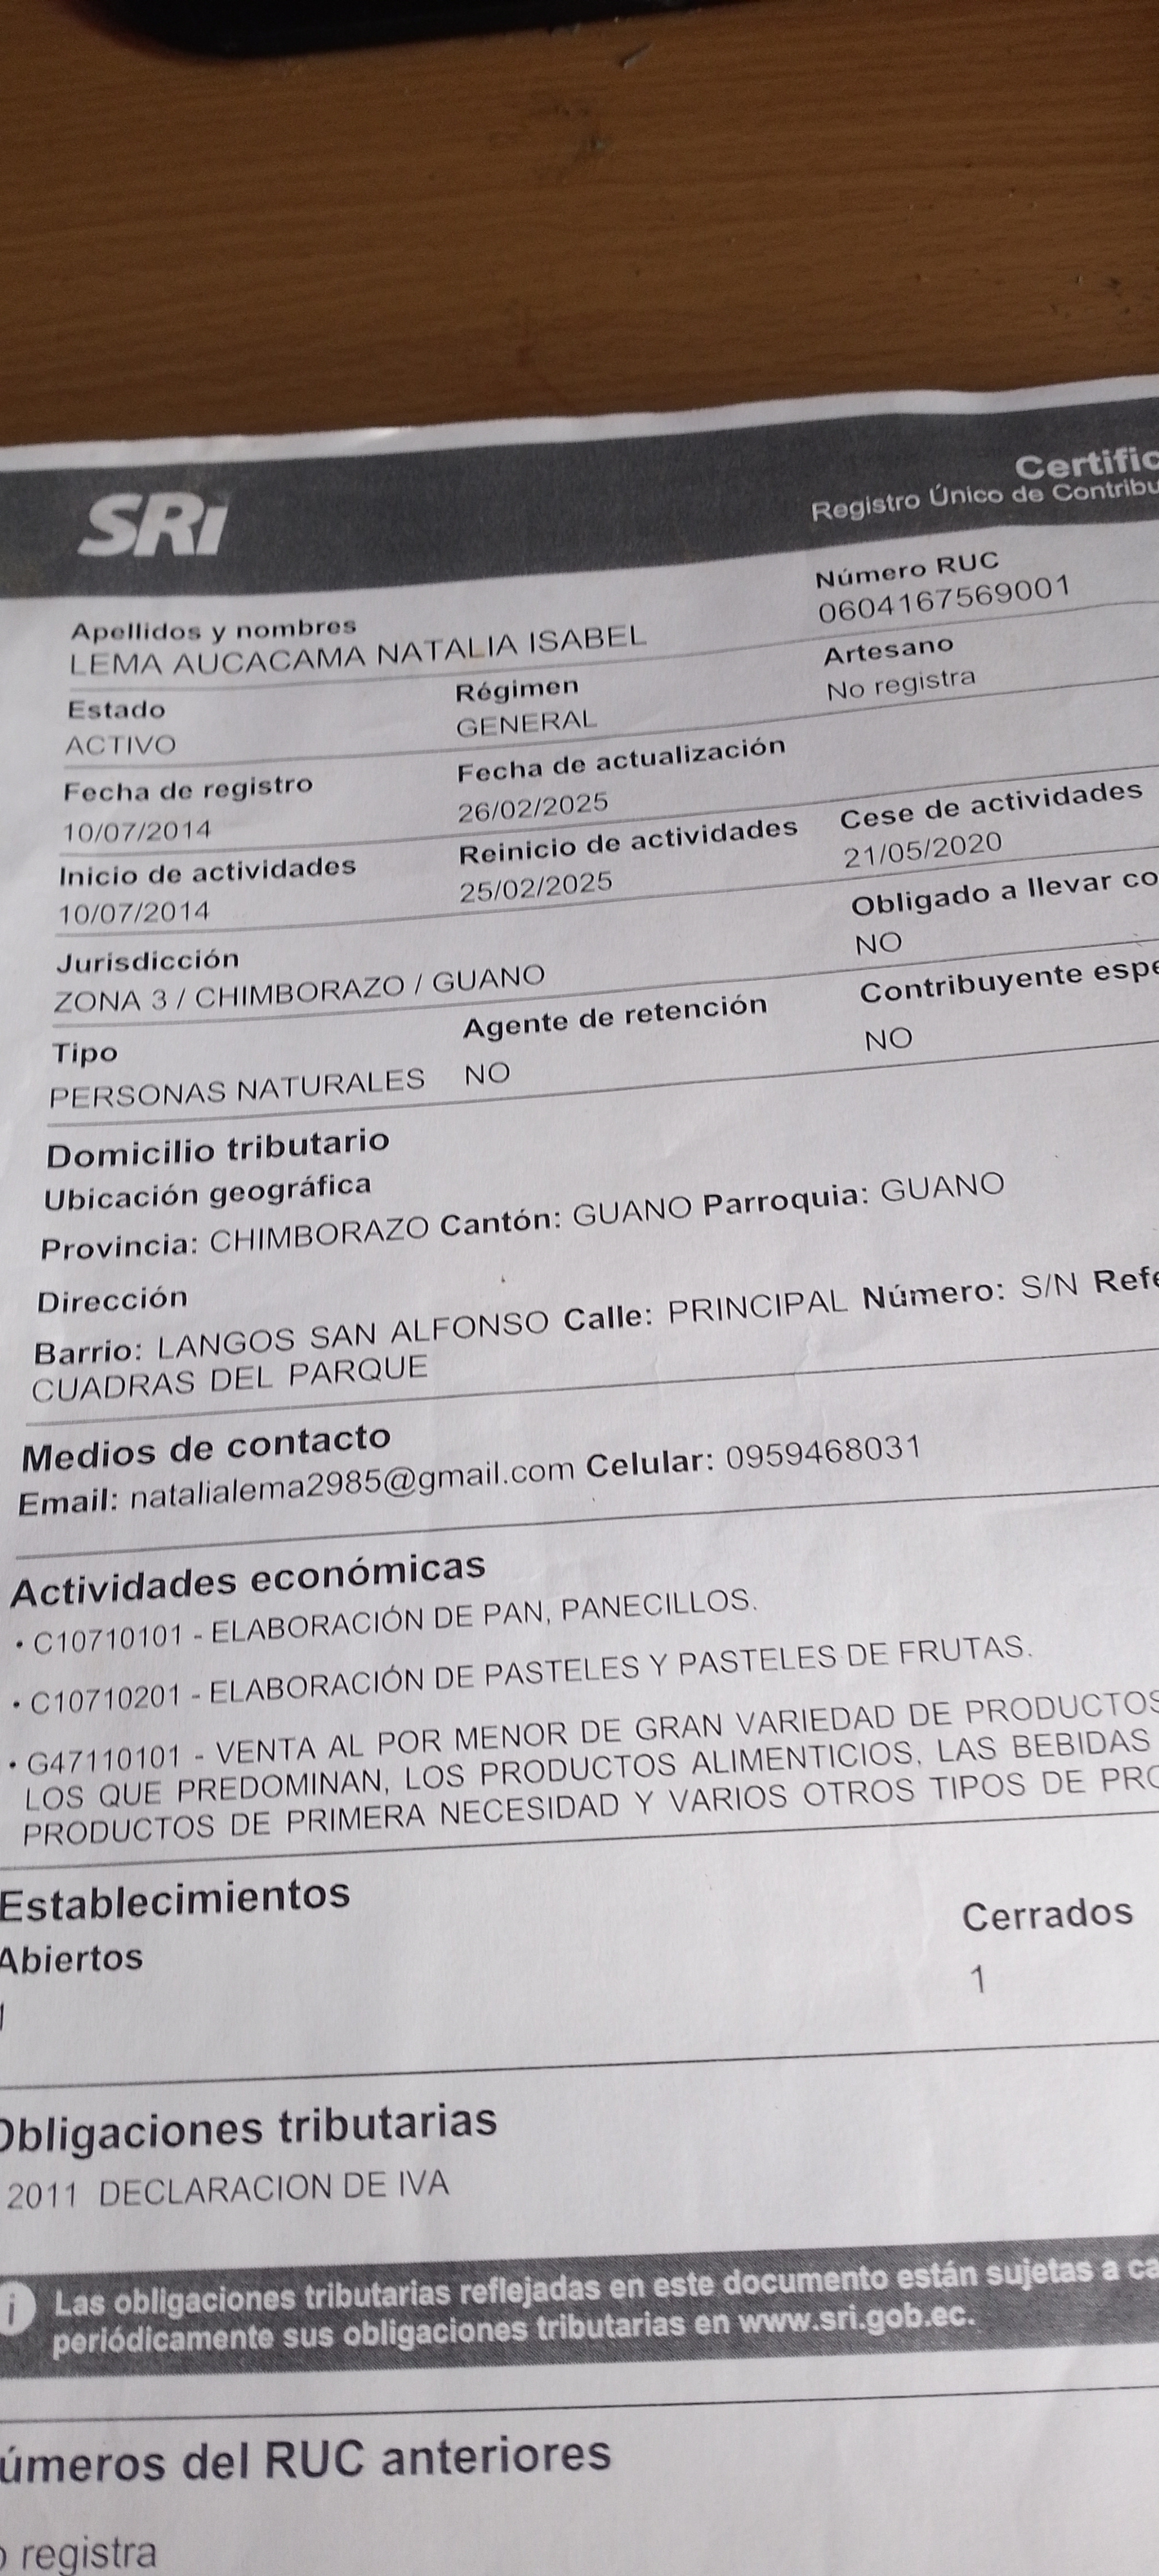 SRi
Certific
Registro Único de Contribu
Apellidos y nombres
LEMA AUCACAMA NATALIA ISABEL
Número RUC
0604167569001
Estado
ACTIVO
Régimen
GENERAL
Artesano
No registra
Fecha de registro
10/07/2014
Fecha de actualización
26/02/2025
Inicio de actividades
10/07/2014
Reinicio de actividades
25/02/2025
Cese de actividades
21/05/2020
Jurisdicción
ZONA 3 / CHIMBORAZO / GUANO
Obligado a llevar co
NO
Tipo
PERSONAS NATURALES
Agente de retención
NO
Contribuyente espe
NO
Domicilio tributario
Ubicación geográfica
Provincia: CHIMBORAZO Cantón: GUANO Parroquia: GUANO
Dirección
Barrio: LANGOS SAN ALFONSO Calle: PRINCIPAL Número: S/N Refe
CUADRAS DEL PARQUE
Medios de contacto
Email: natalialema2985@gmail.com Celular: 0959468031
Actividades económicas
• C10710101 - ELABORACIÓN DE PAN, PANECILLOS.
• C10710201 - ELABORACIÓN DE PASTELES Y PASTELES DE FRUTAS.
• G47110101 - VENTA AL POR MENOR DE GRAN VARIEDAD DE PRODUCTOS
LOS QUE PREDOMINAN, LOS PRODUCTOS ALIMENTICIOS, LAS BEBIDAS
PRODUCTOS DE PRIMERA NECESIDAD Y VARIOS OTROS TIPOS DE PRO
Establecimientos
Abiertos
1
Cerrados
1
Obligaciones tributarias
2011 DECLARACION DE IVA
i Las obligaciones tributarias reflejadas en este documento están sujetas a ca
periódicamente sus obligaciones tributarias en www.sri.gob.ec.
úmeros del RUC anteriores
o registra